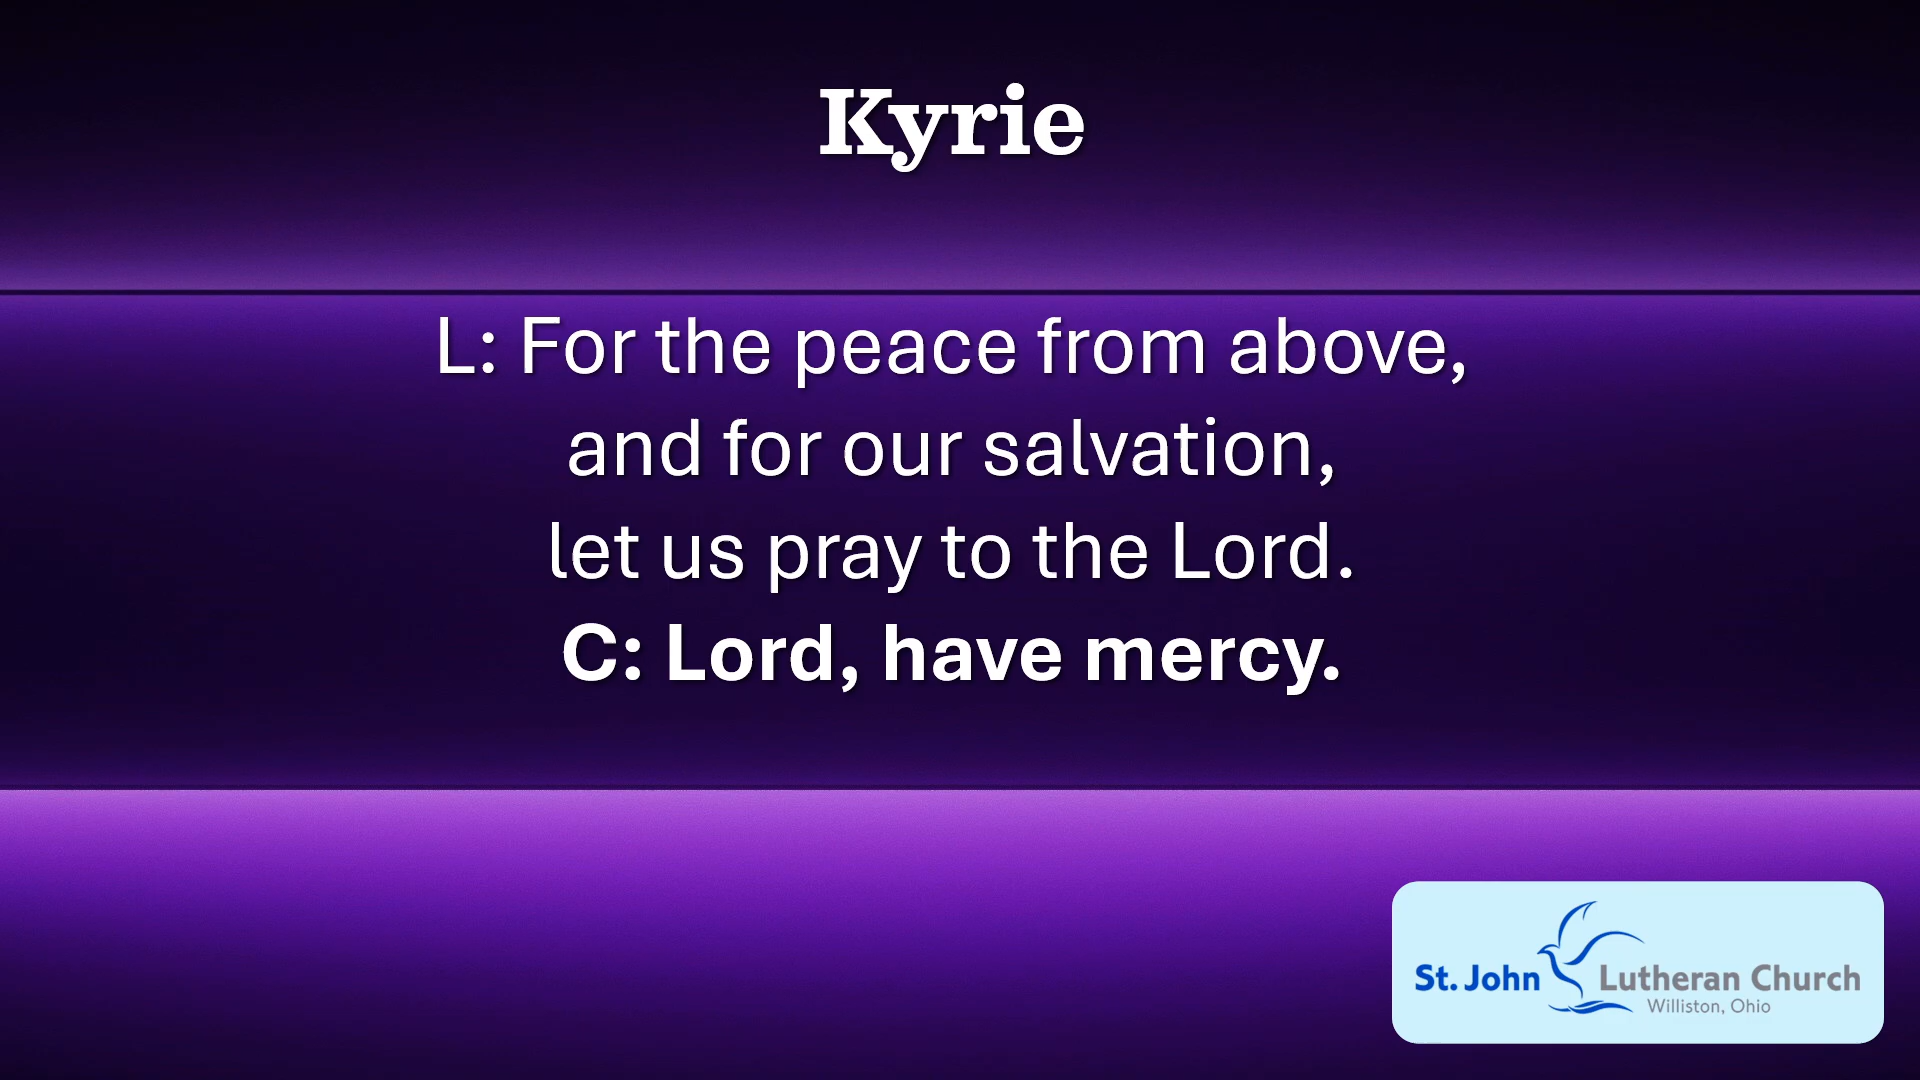 Kyrie
L: For the peace from above,
and for our salvation,
let us pray to the Lord.
C: Lord, have mercy.
St. John Lutheran Church
Williston, Ohio